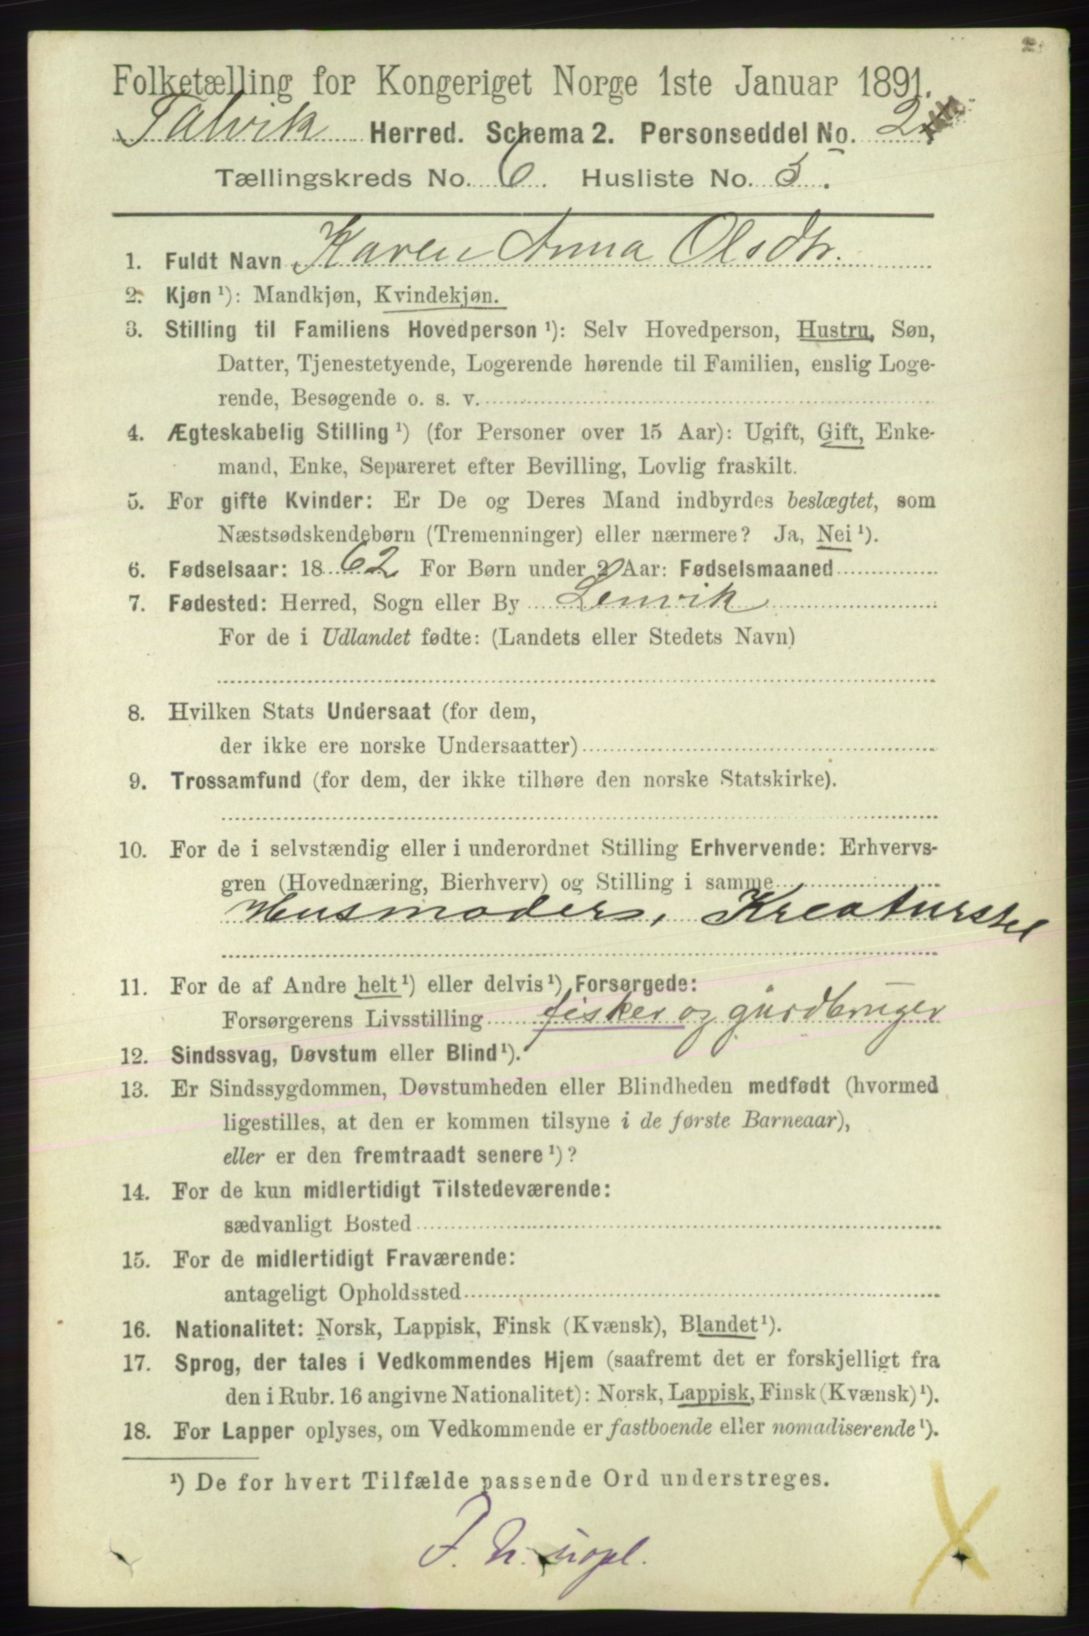 2.
Folketælling for Kongeriget Norge 1ste Januar 1891.
Talvik Herred. Schema 2. Personseddel No. 2
Tællingskreds No. 6. Husliste No. 5.
1. Fuldt Navn Karen Anna Olsdtr.
2. Kjøn ¹): Mandkjøn, Kvindekjøn.
3. Stilling til Familiens Hovedperson ¹): Selv Hovedperson, Hustru, Søn,
Datter, Tjenestetyende, Logerende hørende til Familien, enslig Loge-
rende, Besøgende o. s. v.
4. Ægteskabelig Stilling ¹) (for Personer over 15 Aar): Ugift, Gift, Enke-
mand, Enke, Separeret efter Bevilling, Lovlig fraskilt.
5. For gifte Kvinder: Er De og Deres Mand indbyrdes beslægtet, som
Næstsødskendebørn (Tremenninger) eller nærmere? Ja, Nei ¹).
6. Fødselsaar: 1862 For Børn under 2 Aar: Fødselsmaaned
7. Fødested: Herred, Sogn eller By Lenvik
For de i Udlandet fødte: (Landets eller Stedets Navn)
8. Hvilken Stats Undersaat (for dem,
der ikke ere norske Undersaatter)
9. Trossamfund (for dem, der ikke tilhøre den norske Statskirke).
10. For de i selvstændig eller i underordnet Stilling Erhvervende: Erhvervs-
gren (Hovednæring, Bierhverv) og Stilling i samme
Husmoder, Kreaturstel
11. For de af Andre helt ¹) eller delvis ¹) Forsørgede:
Forsørgerens Livsstilling fisker og gårdbruger
12. Sindssvag, Døvstum eller Blind ¹).
13. Er Sindssygdommen, Døvstumheden eller Blindheden medfødt (hvormed
ligestilles, at den er kommen tilsyne i de første Barneaar),
eller er den fremtraadt senere ¹)?
14. For de kun midlertidigt Tilstedeværende:
sædvanligt Bosted
15. For de midlertidigt Fraværende:
antageligt Opholdssted
16. Nationalitet: Norsk, Lappisk, Finsk (Kvænsk), Blandet ¹).
17. Sprog, der tales i Vedkommendes Hjem (saafremt det er forskjelligt fra
den i Rubr. 16 angivne Nationalitet): Norsk, Lappisk, Finsk (Kvænsk) ¹).
18. For Lapper oplyses, om Vedkommende er fastboende eller nomadiserende ¹).
¹) De for hvert Tilfælde passende Ord understreges.